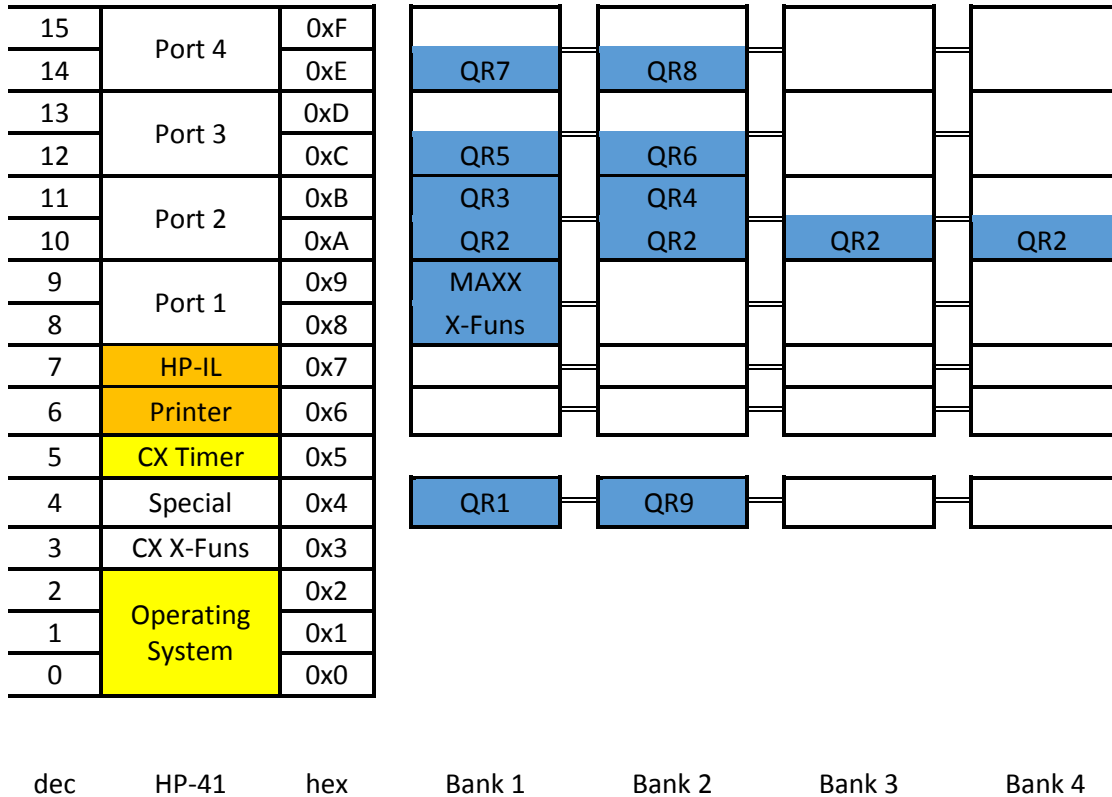 15 Port 4 0xF
14 0xE QR7 QR8
13 Port 3 0xD
12 0xC QR5 QR6
11 Port 2 0xB QR3 QR4
10 0xA QR2 QR2 QR2 QR2
9 Port 1 0x9 MAXX
8 0x8 X-Funs
7 HP-IL 0x7
6 Printer 0x6
5 CX Timer 0x5
4 Special 0x4 QR1 QR9
3 CX X-Funs 0x3
2 Operating 0x2
1 System 0x1
0 0x0
dec HP-41 hex Bank 1 Bank 2 Bank 3 Bank 4